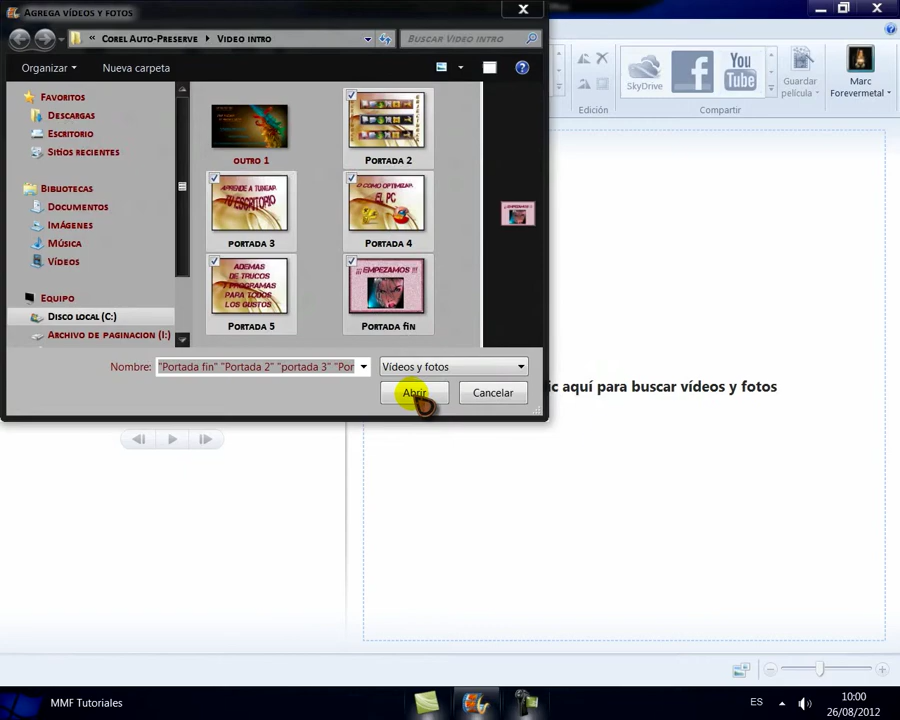 Agrega vídeos y fotos
« Corel Auto-Preserve ▸ Video intro
Buscar Video intro
Organizar
Nueva carpeta
Favoritos
Descargas
Escritorio
Sitios recientes
Bibliotecas
Documentos
Imágenes
Música
Vídeos
Equipo
Disco local (C:)
Archivo de paginacion (I:)
outro 1
Portada 2
APRENDE A TUNEAR
TU ESCRITORIO
portada 3
O COMO OPTIMIZAR
EL PC
Portada 4
ADEMAS
DE TRUCOS
Y PROGRAMAS
PARA TODOS
LOS GUSTOS
Portada 5
¡¡¡ EMPEZAMOS !!!
Portada fin
Nombre:
"Portada fin" "Portada 2" "portada 3" "Por
Vídeos y fotos
Abrir
Cancelar
Edición
SkyDrive
You
Tube
Compartir
Guardar
película
Marc
Forevermetal
ic aquí para buscar vídeos y fotos
MMF Tutoriales
ES
10:00
26/08/2012